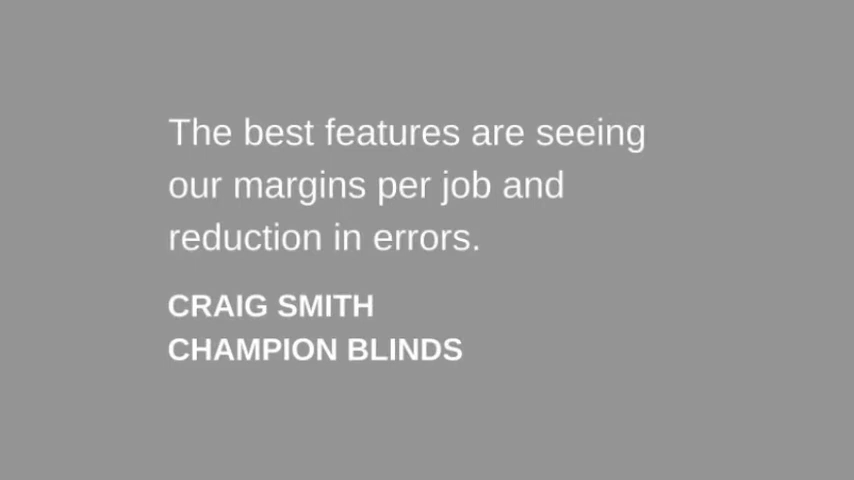 The best features are seeing
our margins per job and
reduction in errors.
CRAIG SMITH
CHAMPION BLINDS